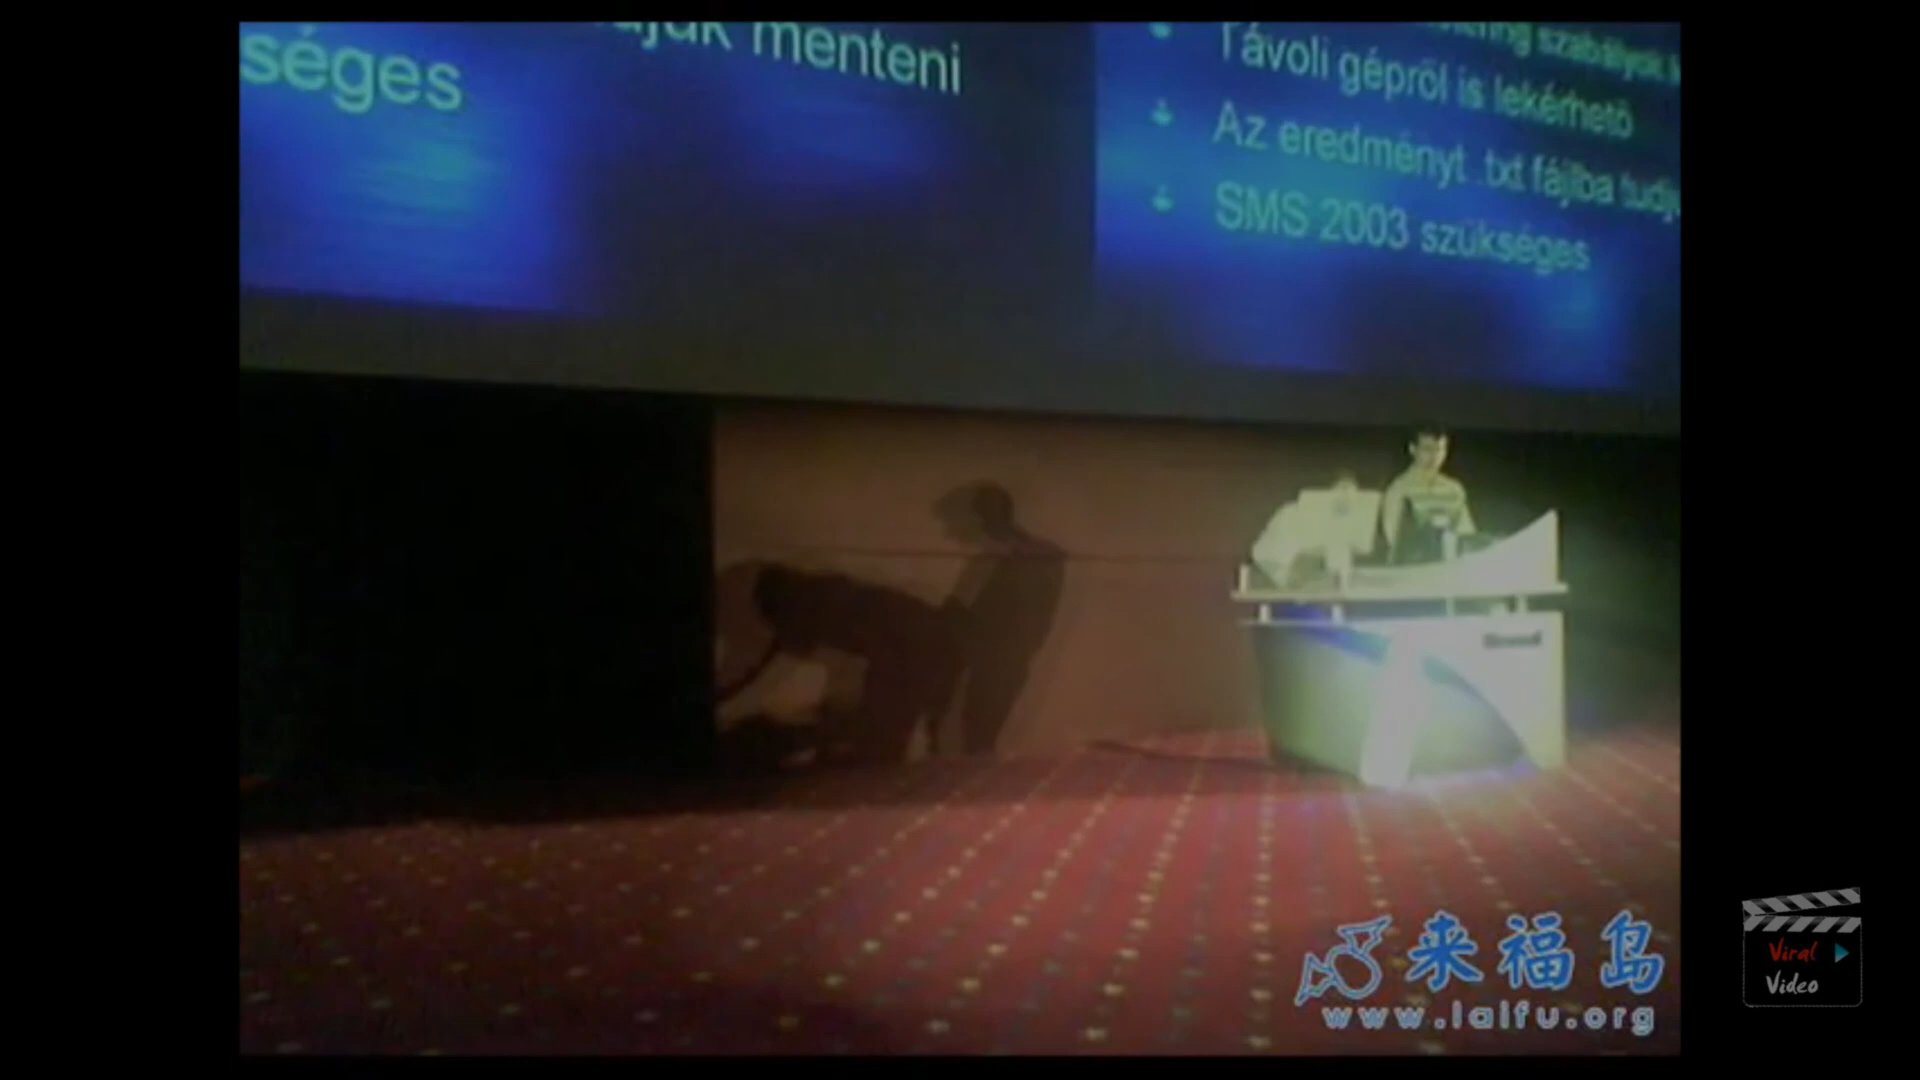 menteni
séges
szabályok
Távoli gépről is lekérhető
Az eredményt .txt fájlba
SMS 2003 szükséges
来福岛
www.laifu.org
Viral
Video